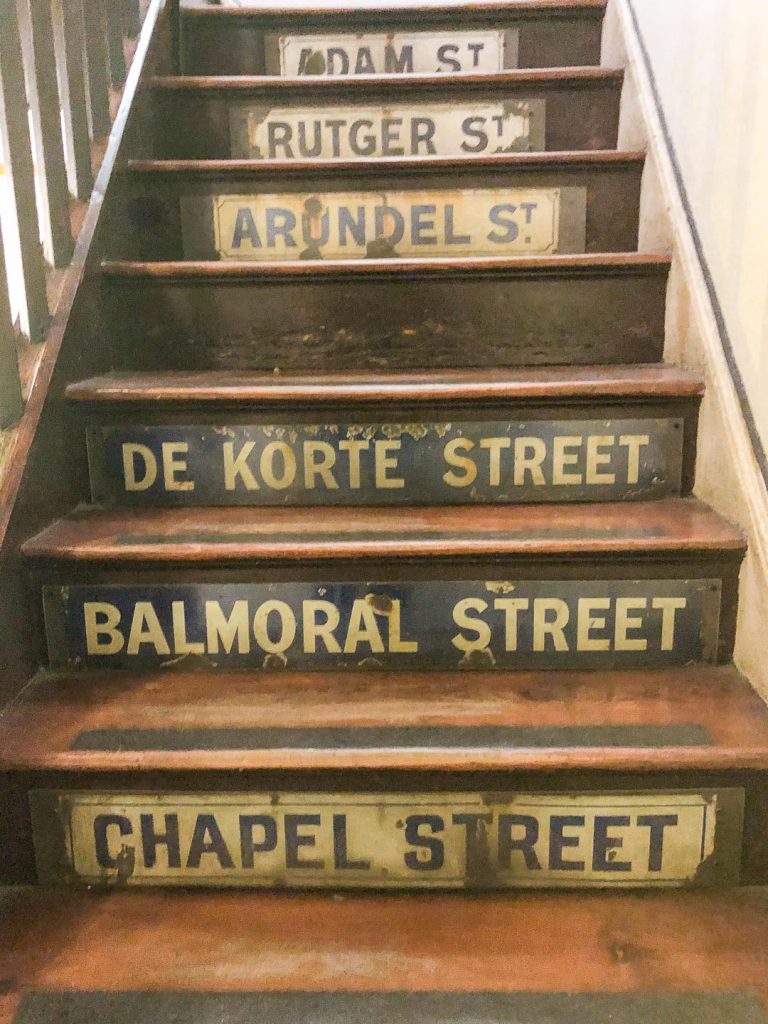 ADAM ST
RUTGER ST
ARUNDEL ST.
DE KORTE STREET
BALMORAL STREET
CHAPEL STREET